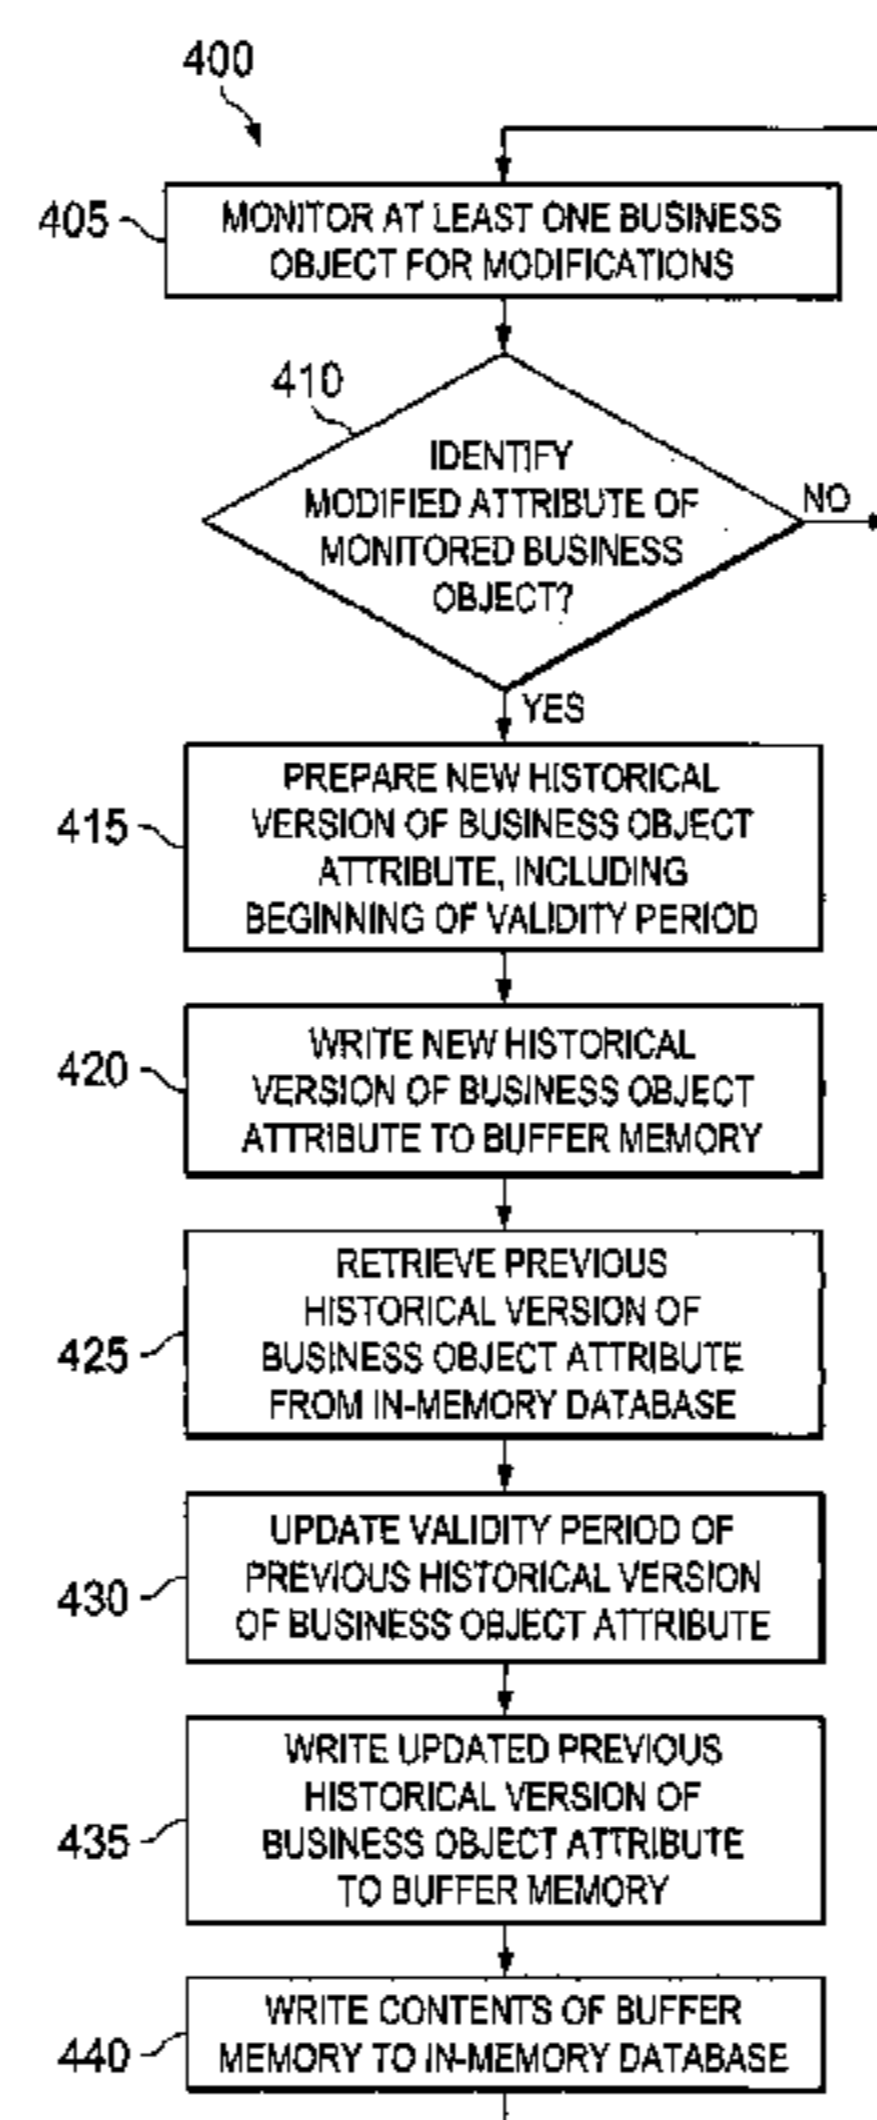 400
405
MONITOR AT LEAST ONE BUSINESS
OBJECT FOR MODIFICATIONS
410
IDENTIFY
MODIFIED ATTRIBUTE OF
MONITORED BUSINESS
OBJECT?
NO
YES
415
PREPARE NEW HISTORICAL
VERSION OF BUSINESS OBJECT
ATTRIBUTE, INCLUDING
BEGINNING OF VALIDITY PERIOD
420
WRITE NEW HISTORICAL
VERSION OF BUSINESS OBJECT
ATTRIBUTE TO BUFFER MEMORY
425
RETRIEVE PREVIOUS
HISTORICAL VERSION OF
BUSINESS OBJECT ATTRIBUTE
FROM IN-MEMORY DATABASE
430
UPDATE VALIDITY PERIOD OF
PREVIOUS HISTORICAL VERSION
OF BUSINESS OBJECT ATTRIBUTE
435
WRITE UPDATED PREVIOUS
HISTORICAL VERSION OF
BUSINESS OBJECT ATTRIBUTE
TO BUFFER MEMORY
440
WRITE CONTENTS OF BUFFER
MEMORY TO IN-MEMORY DATABASE